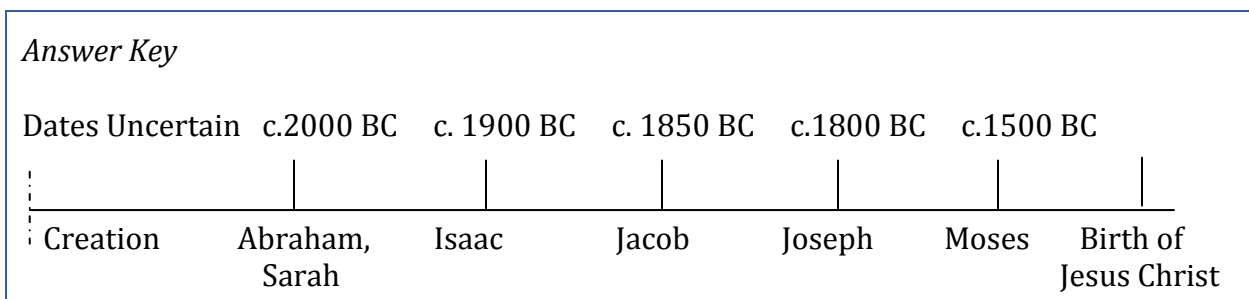 Answer Key
Dates Uncertain c.2000 BC c. 1900 BC c. 1850 BC c.1800 BC c.1500 BC
Creation Abraham, Isaac Jacob Joseph Moses Birth of
Sarah Jesus Christ